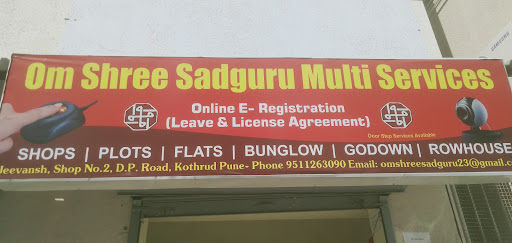 SAMSUNG
Om Shree Sadguru Multi Services
Online E- Registration
(Leave & License Agreement)
Door Step Services Available
SHOPS | PLOTS | FLATS | BUNGLOW | GODOWN | ROWHOUSE
Jeevansh, Shop No.2, D.P. Road, Kothrud Pune- Phone 9511263090 Email: omshreesadguru23@gmail.c